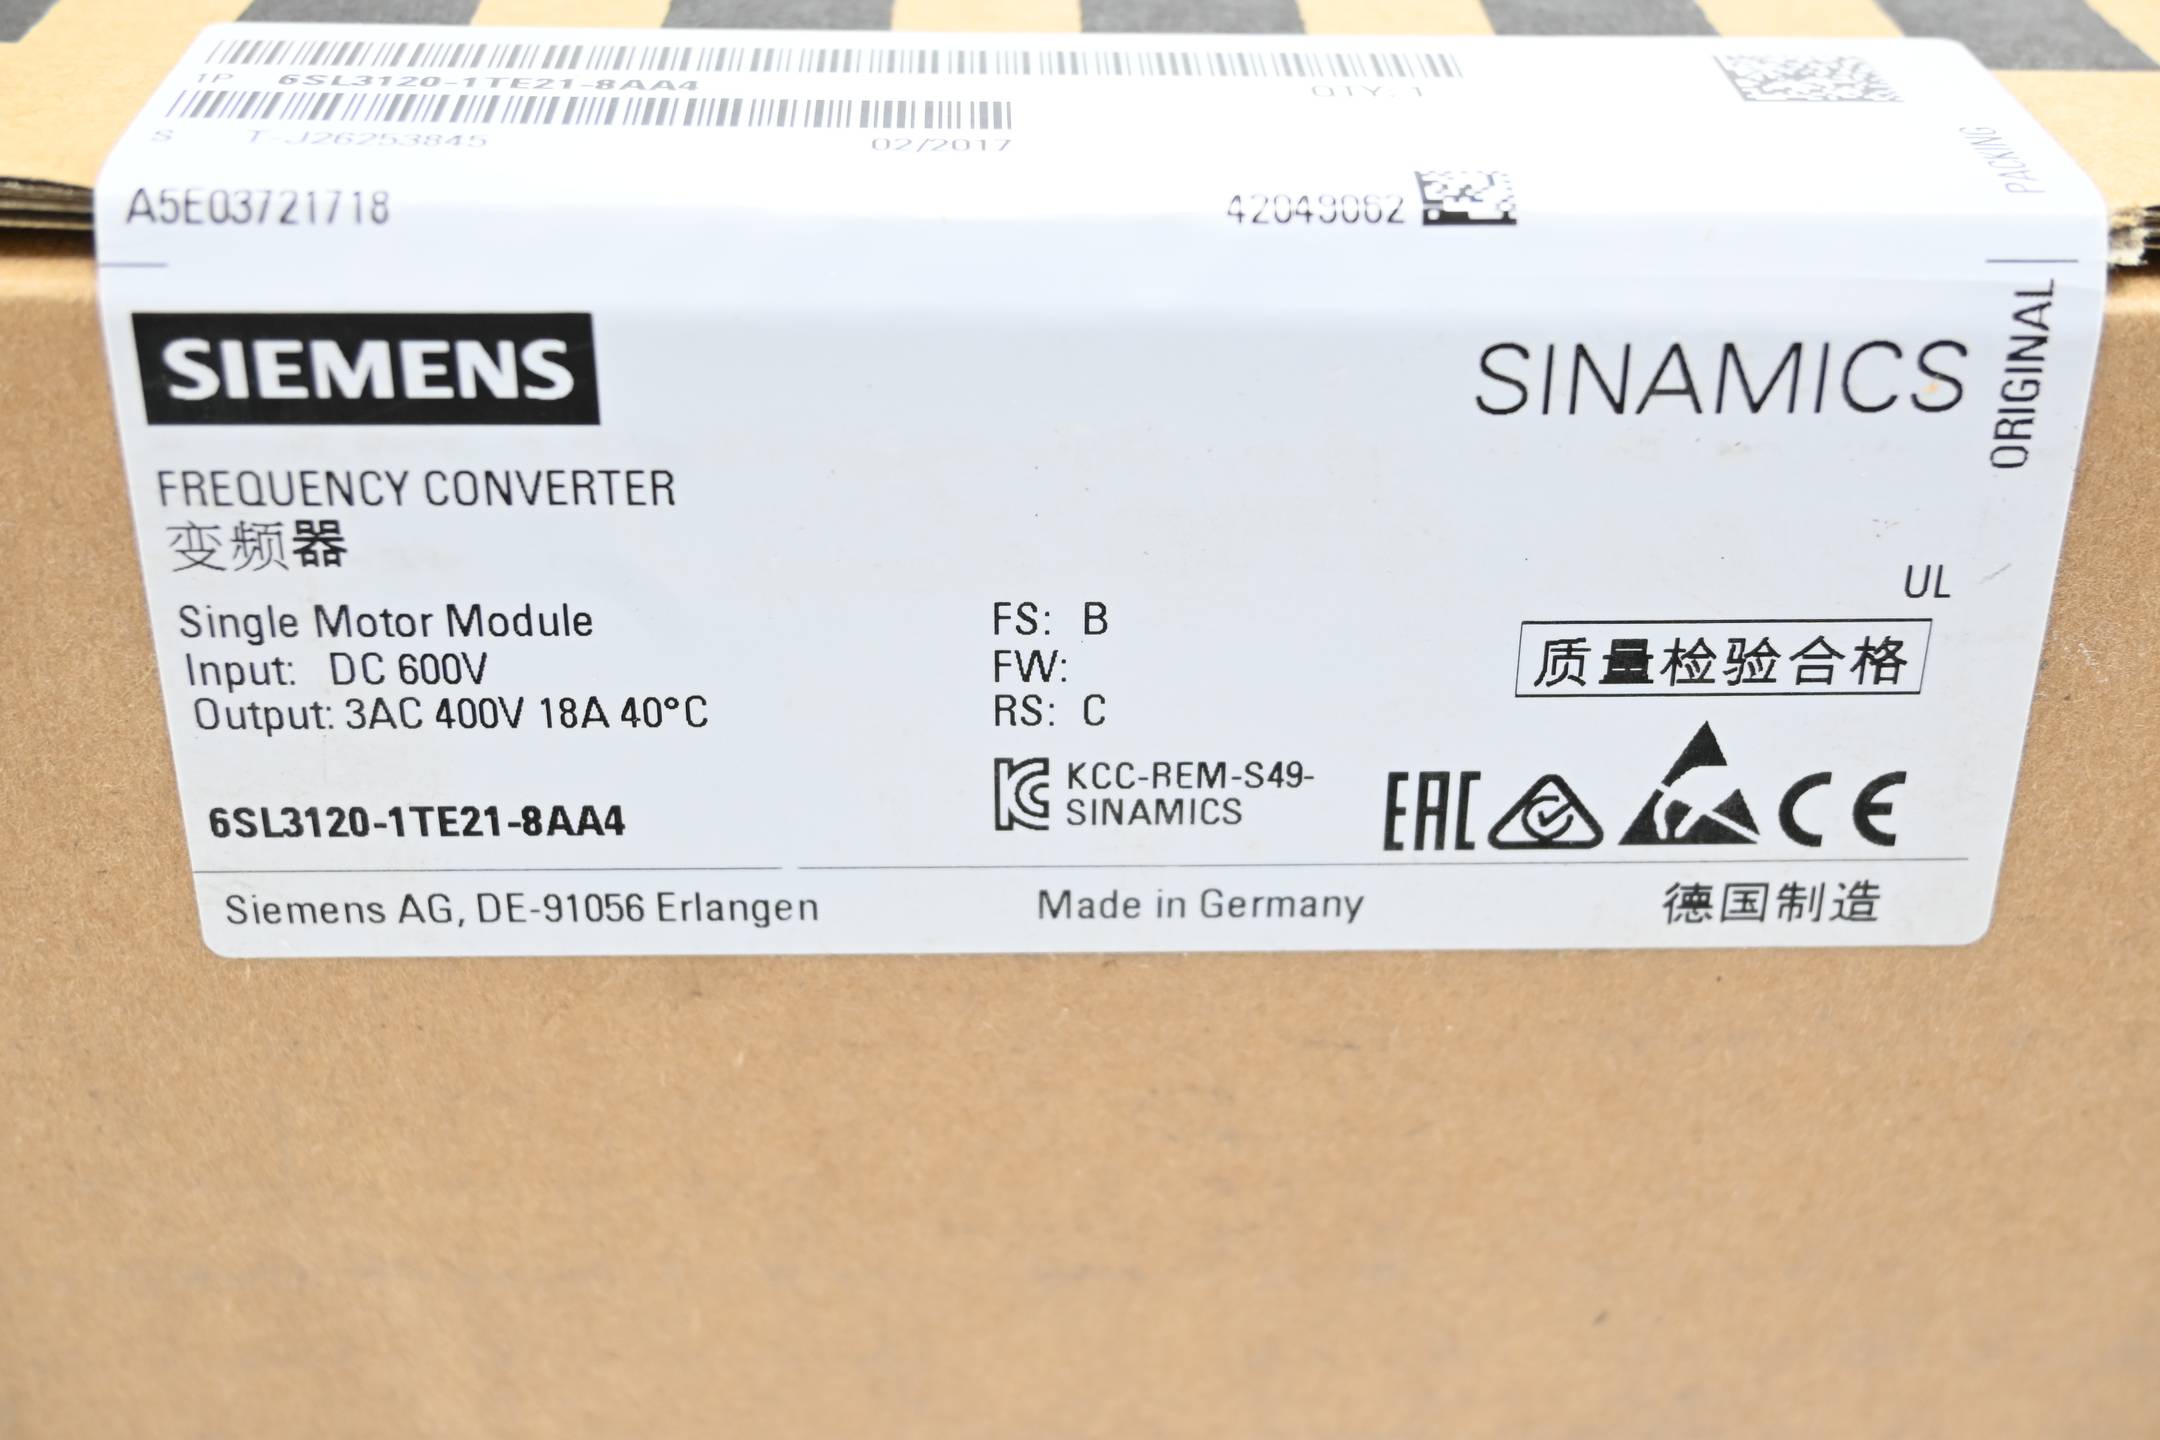 1P 6SL3120-1TE21-8AA4 QTY: 1
S T-J26253845 02/2017
A5E03721718 42049062
ORIGINAL PACKING
SIEMENS SINAMICS
FREQUENCY CONVERTER
变频器
UL
Single Motor Module FS: B
Input: DC 600V FW:
质量检验合格
Output: 3AC 400V 18A 40°C RS: C
KCC-REM-S49-
SINAMICS
EAC CE
6SL3120-1TE21-8AA4
Siemens AG, DE-91056 Erlangen Made in Germany 德国制造